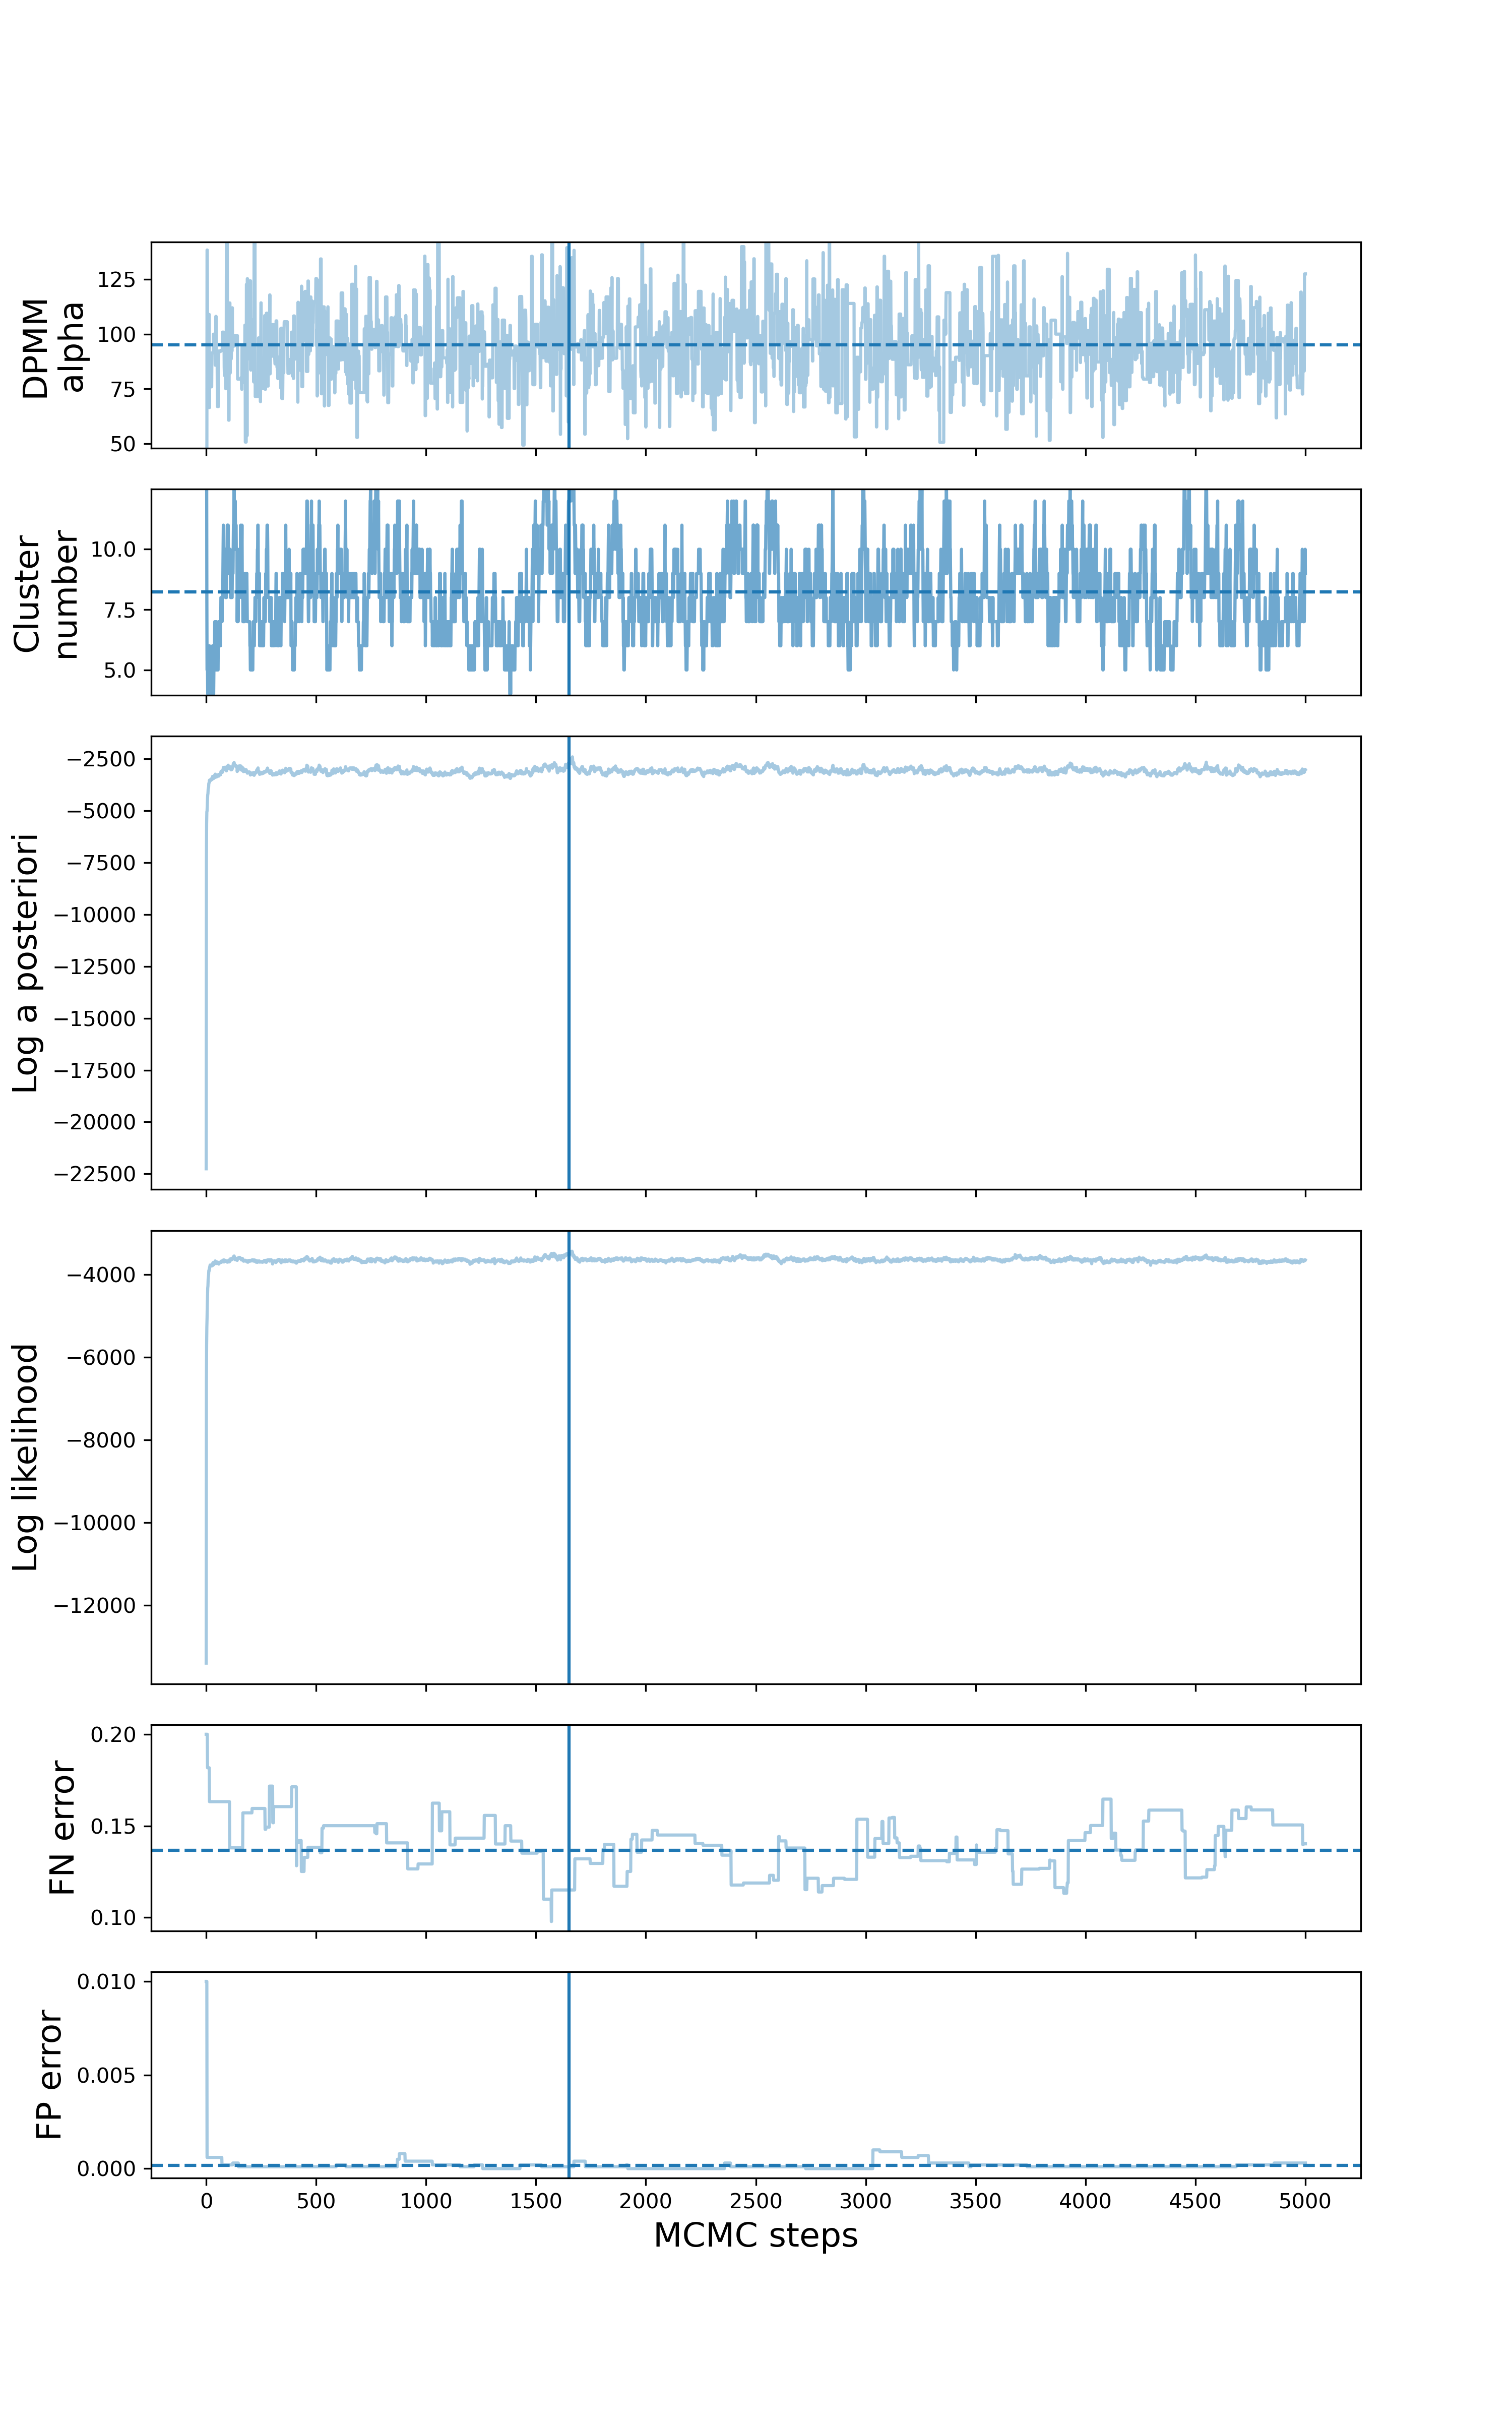 DPMM
alpha
125
100
75
50
Cluster
number
10.0
7.5
5.0
Log a posteriori
−2500
−5000
−7500
−10000
−12500
−15000
−17500
−20000
−22500
Log likelihood
−4000
−6000
−8000
−10000
−12000
FN error
0.20
0.15
0.10
FP error
0.010
0.005
0.000
0 500 1000 1500 2000 2500 3000 3500 4000 4500 5000
MCMC steps